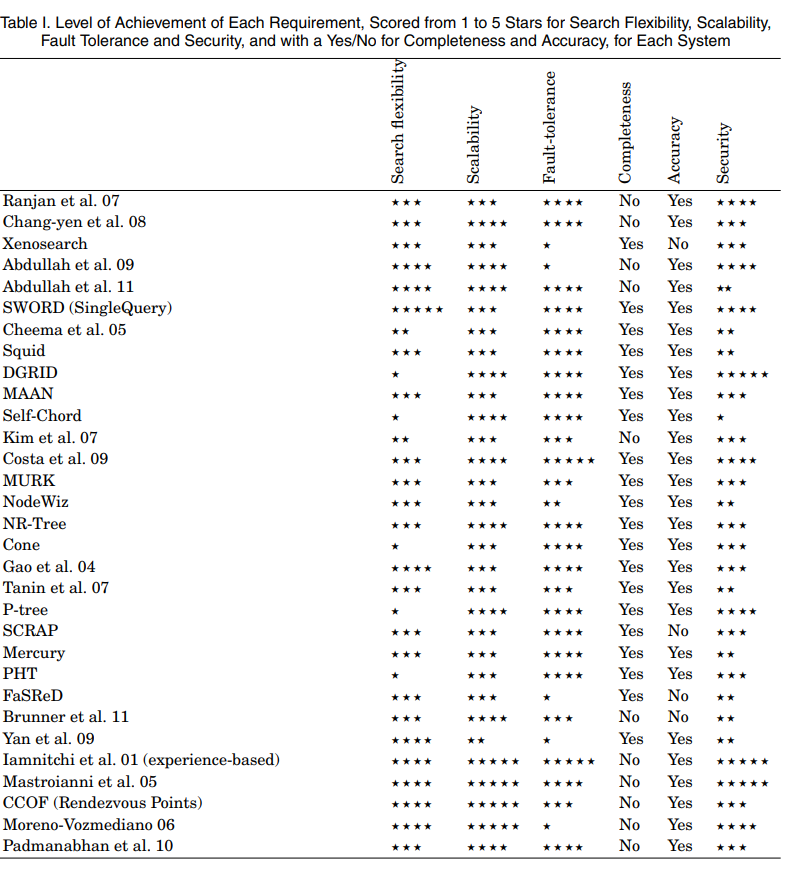 Table I. Level of Achievement of Each Requirement, Scored from 1 to 5 Stars for Search Flexibility, Scalability,
Fault Tolerance and Security, and with a Yes/No for Completeness and Accuracy, for Each System
Search flexibility Scalability Fault-tolerance Completeness Accuracy Security
Ranjan et al. 07 ★★★ ★★★ ★★★★ No Yes ★★★★
Chang-yen et al. 08 ★★★ ★★★★ ★★★★ No Yes ★★★
Xenosearch ★★★ ★★★ ★ Yes No ★★★
Abdullah et al. 09 ★★★★ ★★★★ ★ No Yes ★★★★
Abdullah et al. 11 ★★★★ ★★★★ ★★★★ No Yes ★★
SWORD (SingleQuery) ★★★★★ ★★★ ★★★★ Yes Yes ★★★★
Cheema et al. 05 ★★ ★★★ ★★★★ Yes Yes ★★
Squid ★★★ ★★★ ★★★★ Yes Yes ★★
DGRID ★ ★★★★ ★★★★ Yes Yes ★★★★★
MAAN ★★★ ★★★ ★★★★ Yes Yes ★★★
Self-Chord ★ ★★★★ ★★★★ Yes Yes ★
Kim et al. 07 ★★ ★★★ ★★★ No Yes ★★★
Costa et al. 09 ★★★ ★★★★ ★★★★★ Yes Yes ★★★★
MURK ★★★ ★★★ ★★★ Yes Yes ★★★
NodeWiz ★★★ ★★★ ★★ Yes Yes ★★
NR-Tree ★★★ ★★★★ ★★★★ Yes Yes ★★★
Cone ★ ★★★ ★★★★ Yes Yes ★★★
Gao et al. 04 ★★★★ ★★★ ★★★★ Yes Yes ★★★
Tanin et al. 07 ★★★ ★★★ ★★★ Yes Yes ★★
P-tree ★ ★★★★ ★★★★ Yes Yes ★★★★
SCRAP ★★★ ★★★ ★★★★ Yes No ★★★
Mercury ★★★ ★★★ ★★★★ Yes Yes ★★
PHT ★ ★★★ ★★★★ Yes Yes ★★★
FaSReD ★★★ ★★★ ★ Yes No ★★
Brunner et al. 11 ★★★ ★★★★ ★★★ No No ★★
Yan et al. 09 ★★★★ ★★ ★ Yes Yes ★★
Iamnitchi et al. 01 (experience-based) ★★★★ ★★★★★ ★★★★★ No Yes ★★★★★
Mastroianni et al. 05 ★★★★ ★★★★★ ★★★★ No Yes ★★★★★
CCOF (Rendezvous Points) ★★★★ ★★★★★ ★★★ No Yes ★★★
Moreno-Vozmediano 06 ★★★★ ★★★★★ ★ No Yes ★★★★
Padmanabhan et al. 10 ★★★ ★★★★ ★★★★ No Yes ★★★